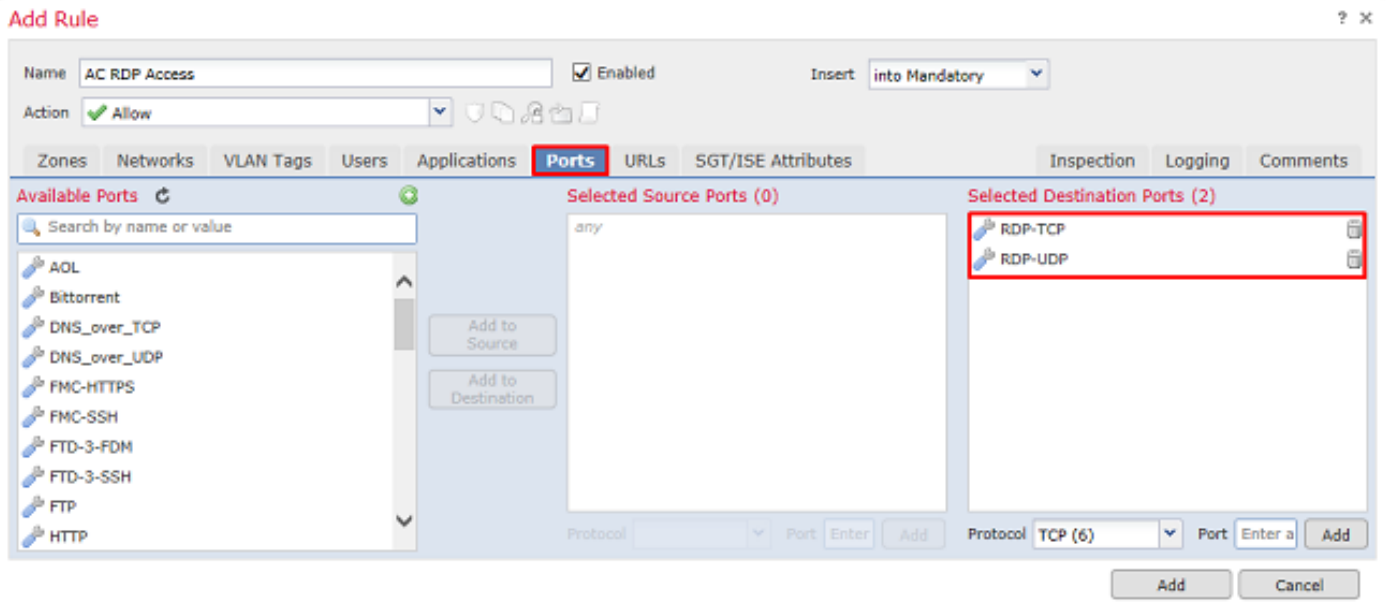 Add Rule ? ×
Name AC RDP Access Enabled Insert into Mandatory
Action Allow
Zones Networks VLAN Tags Users Applications Ports URLs SGT/ISE Attributes Inspection Logging Comments
Available Ports
Search by name or value
AOL
Bittorrent
DNS_over_TCP
DNS_over_UDP
FMC-HTTPS
FMC-SSH
FTD-3-FDM
FTD-3-SSH
FTP
HTTP
Add to
Source
Add to
Destination
Selected Source Ports (0)
any
Protocol Port Enter Add
Selected Destination Ports (2)
RDP-TCP
RDP-UDP
Protocol TCP (6) Port Enter a Add
Add Cancel